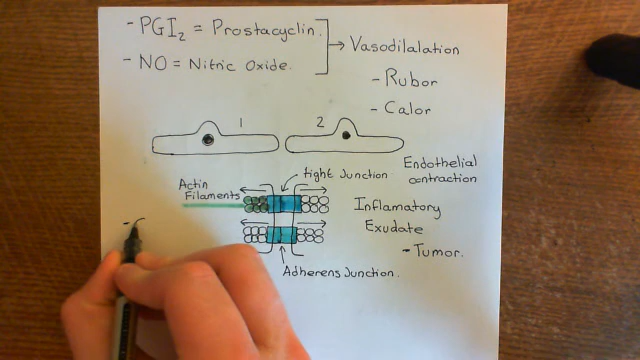 - PGI₂ = Prostacyclin.
- NO = Nitric Oxide.
→ Vasodilalation
- Rubor
- Calor
1
2
Endothelial
contraction
tight Junction
Actin
Filaments
Inflamatory
Exudate
- Tumor.
Adherens Junction.